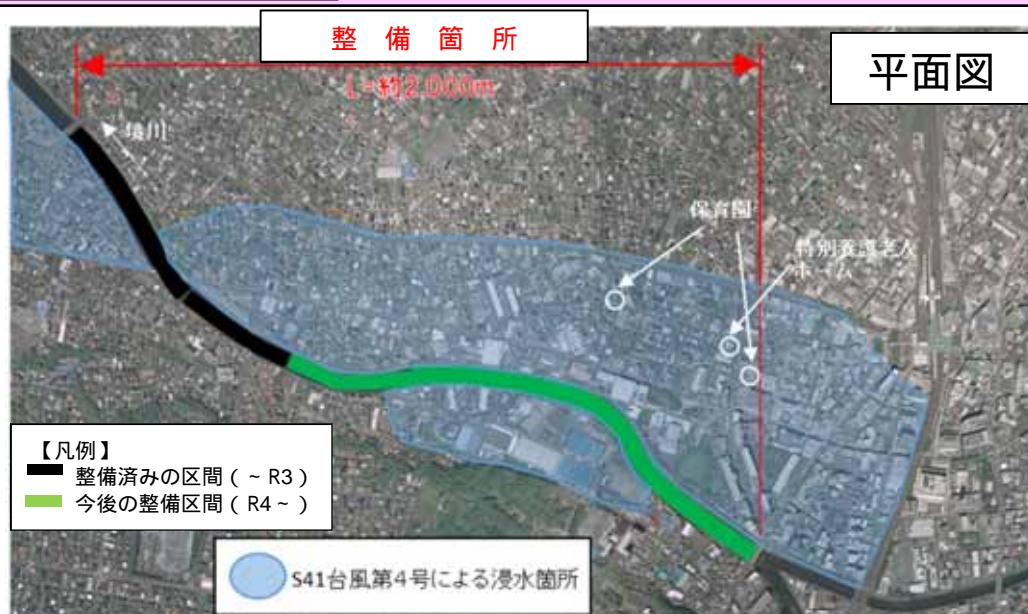 整備箇所
平面図
L=約2,000m
猿川
保育園
特別養護老人
ホーム
【凡例】
整備済みの区間(~R3)
今後の整備区間(R4~)
S41台風第4号による浸水箇所